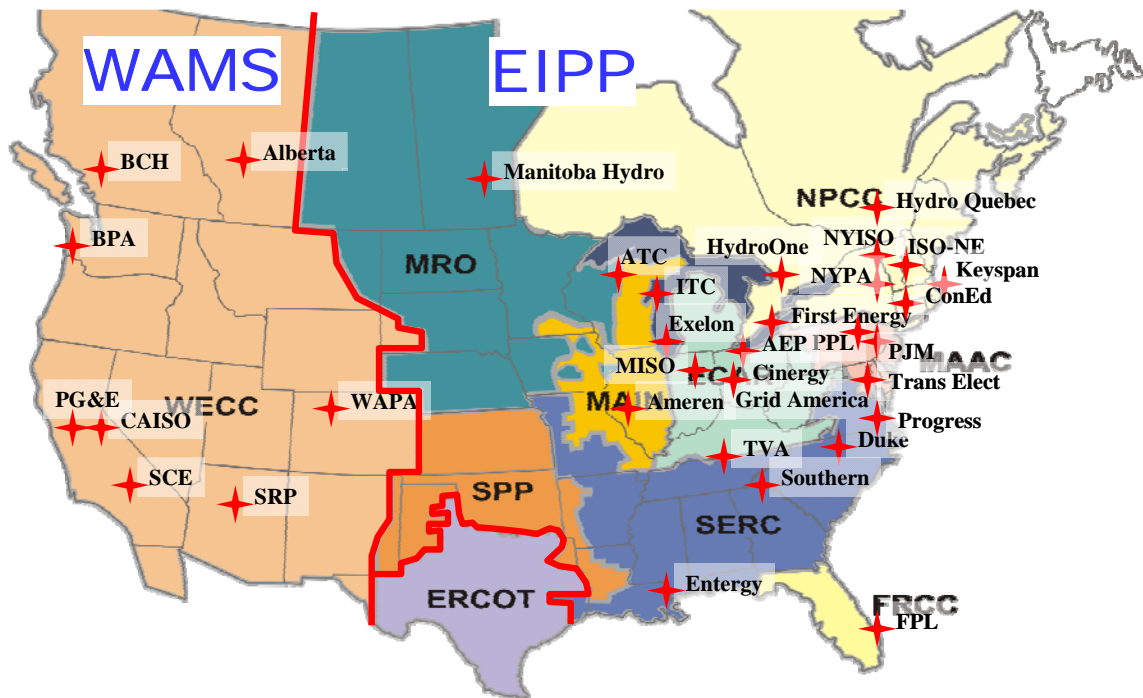 WAMS
EIPP
BCH
Alberta
Manitoba Hydro
NPCC
Hydro Quebec
BPA
MRO
ATC
HydroOne
NYISO
ISO-NE
ITC
NYPA
Keyspan
ConEd
Exelon
First Energy
AEP
PPL
PJM
MAAC
MISO
ECAR
Cinergy
Trans Elect
PG&E
WECC
WAPA
MAIN
Ameren
Grid America
CAISO
Progress
Duke
TVA
SCE
SRP
SPP
Southern
SERC
ERCOT
Entergy
FRCC
FPL